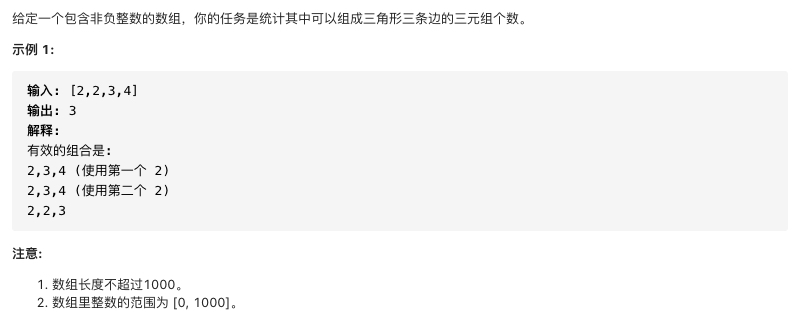 给定一个包含非负整数的数组，你的任务是统计其中可以组成三角形三条边的三元组个数。
示例 1:
输入: [2,2,3,4]
输出: 3
解释:
有效的组合是:
2,3,4 (使用第一个 2)
2,3,4 (使用第二个 2)
2,2,3
注意:
1. 数组长度不超过1000。
2. 数组里整数的范围为 [0, 1000]。